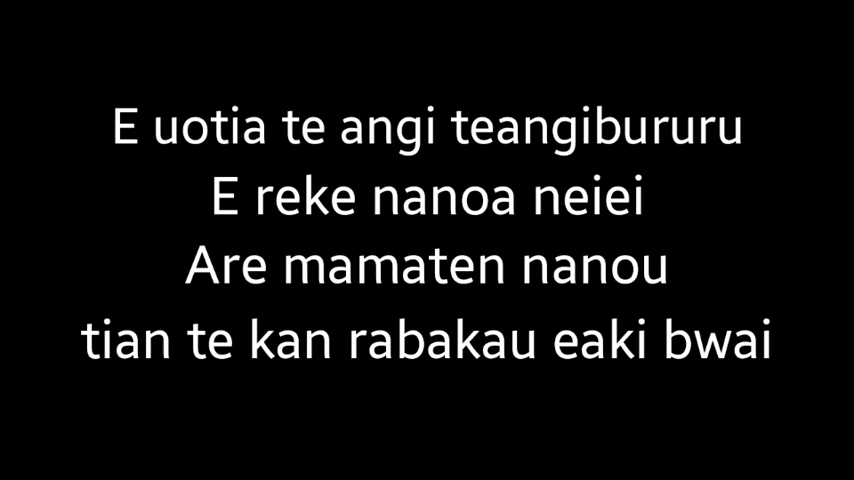 E uotia te angi teangibururu
E reke nanoa neiei
Are mamaten nanou
tian te kan rabakau eaki bwai